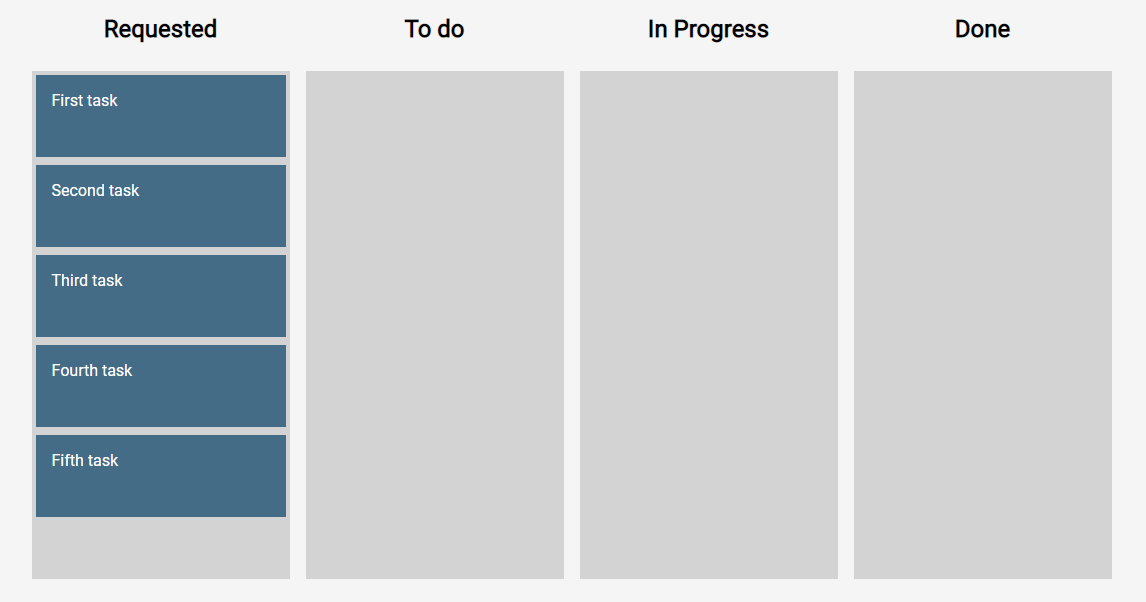 Requested
To do
In Progress
Done
First task
Second task
Third task
Fourth task
Fifth task